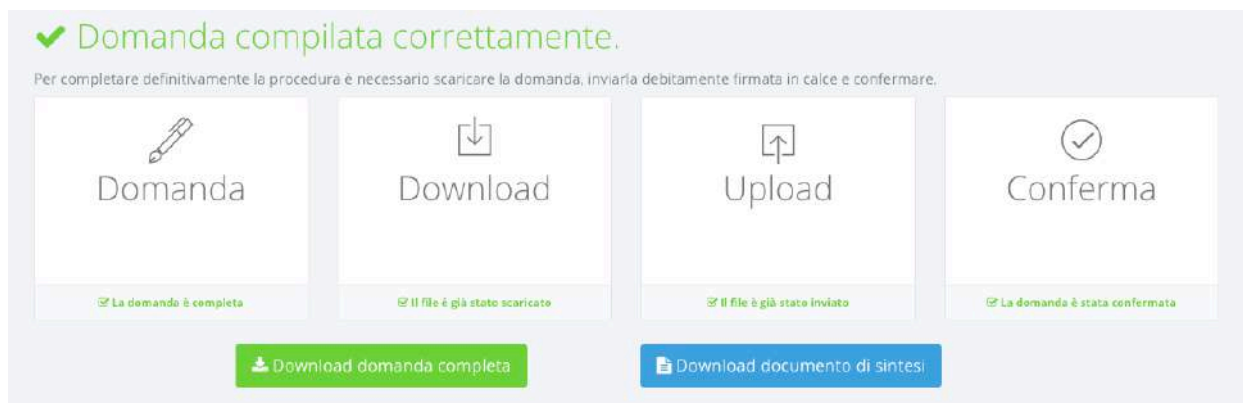 Domanda compilata correttamente.
Per completare definitivamente la procedura è necessario scaricare la domanda, inviarla debitamente firmata in calce e confermare.
Domanda
Download
Upload
Conferma
La domanda è completa
Il file è già stato scaricato
Il file è già stato inviato
La domanda è stata confermata
Download domanda completa
Download documento di sintesi